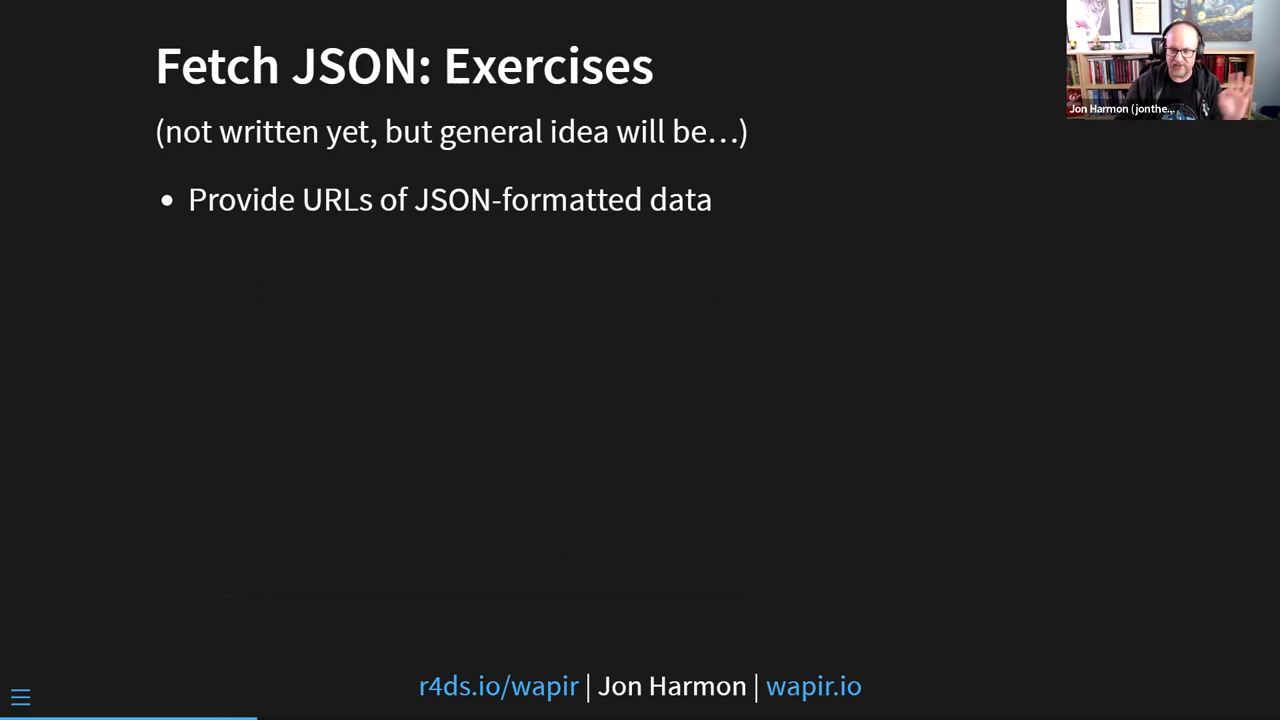 Fetch JSON: Exercises
(not written yet, but general idea will be…)
• Provide URLs of JSON-formatted data
Jon Harmon (jonthe...
r4ds.io/wapir | Jon Harmon | wapir.io